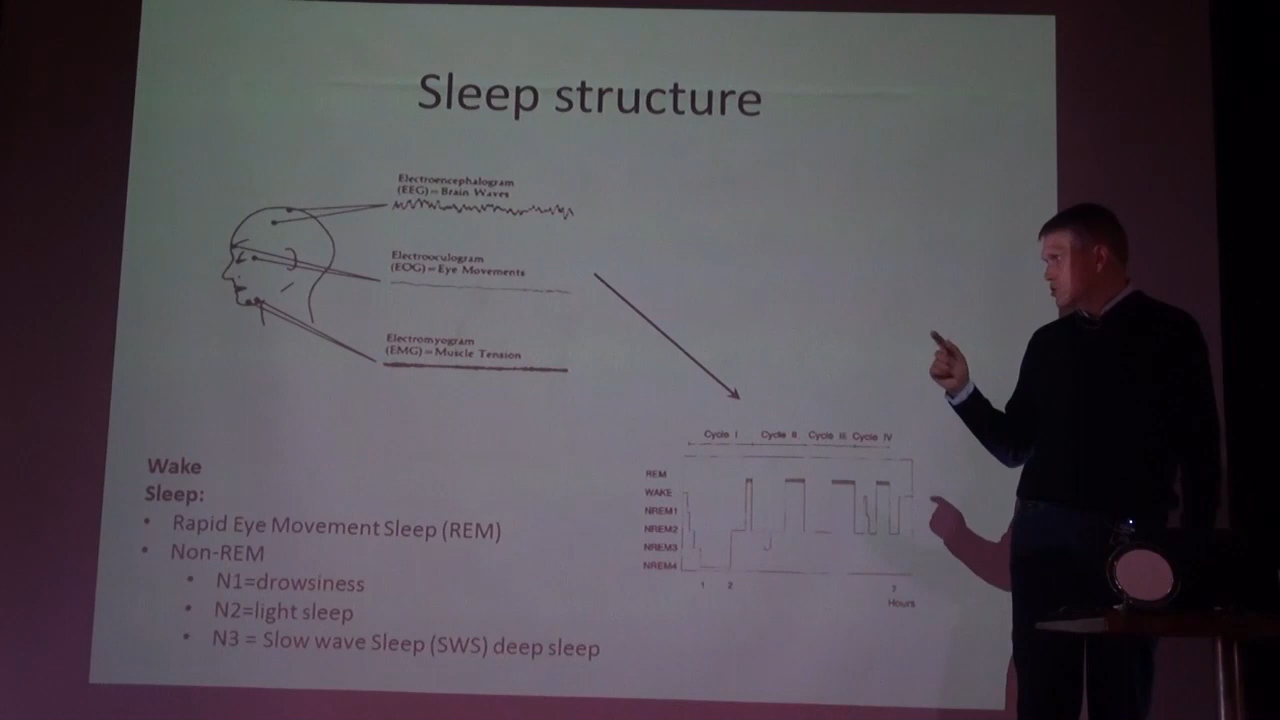 Sleep structure
Electroencephalogram
(EEG)=Brain Waves
Electrooculogram
(EOG)=Eye Movements
Electromyogram
(EMG)=Muscle Tension
Wake
Sleep:
• Rapid Eye Movement Sleep (REM)
• Non-REM
• N1=drowsiness
• N2=light sleep
• N3 = Slow wave Sleep (SWS) deep sleep
Cycle I Cycle II Cycle III Cycle IV
REM
WAKE
NREM1
NREM2
NREM3
NREM4
1 2 7
Hours